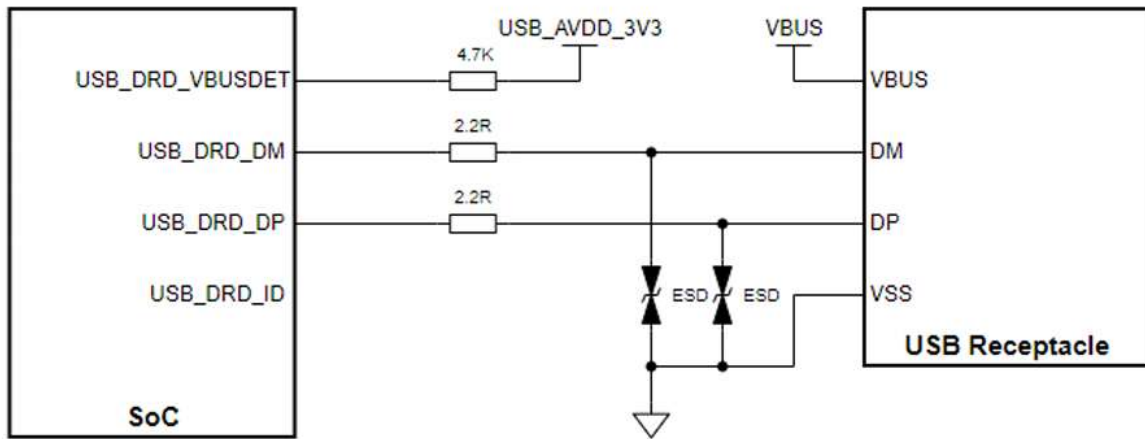 USB_AVDD_3V3
VBUS
4.7K
USB_DRD_VBUSDET
VBUS
2.2R
USB_DRD_DM
DM
2.2R
USB_DRD_DP
DP
USB_DRD_ID
ESD
ESD
VSS
USB Receptacle
SoC